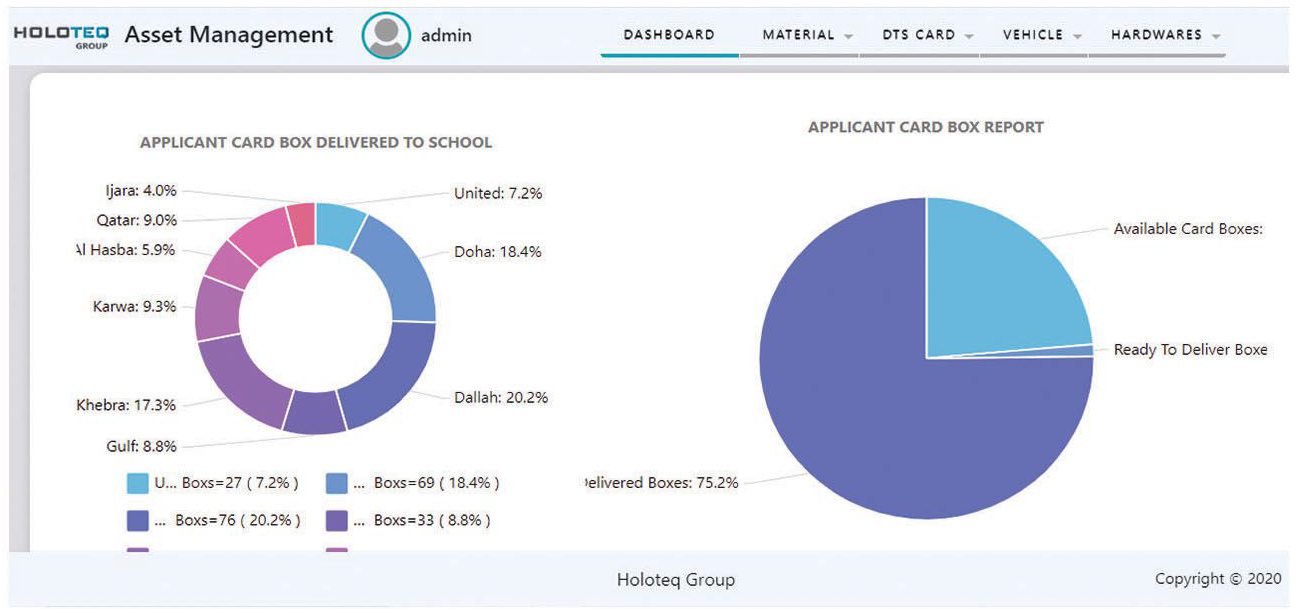 HOLOTEQ
GROUP
Asset Management
admin
DASHBOARD
MATERIAL
DTS CARD
VEHICLE
HARDWARES
APPLICANT CARD BOX DELIVERED TO SCHOOL
Ijara: 4.0%
United: 7.2%
Qatar: 9.0%
Al Hasba: 5.9%
Doha: 18.4%
Karwa: 9.3%
Khebra: 17.3%
Dallah: 20.2%
Gulf: 8.8%
U... Boxs=27 ( 7.2% )
... Boxs=69 ( 18.4% )
... Boxs=76 ( 20.2% )
... Boxs=33 ( 8.8% )
APPLICANT CARD BOX REPORT
Available Card Boxes:
Ready To Deliver Boxe
elivered Boxes: 75.2%
Holoteq Group
Copyright © 2020